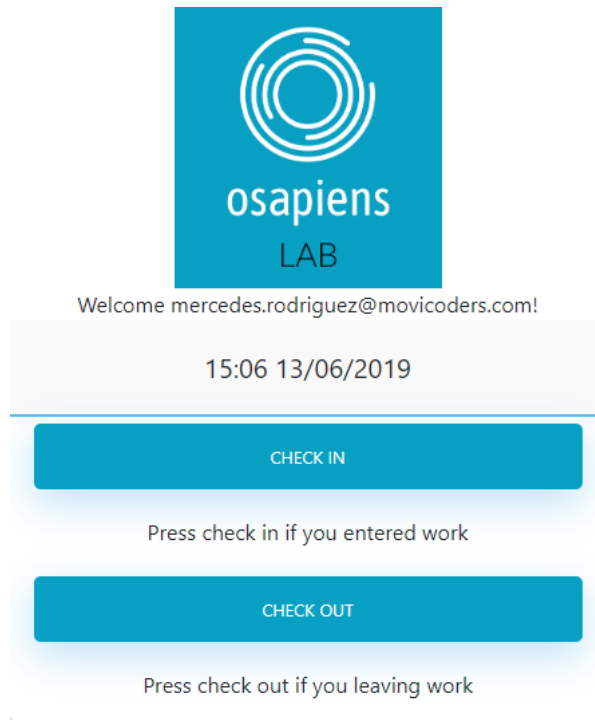 osapiens
LAB
Welcome mercedes.rodriguez@movicoders.com!
15:06 13/06/2019
CHECK IN
Press check in if you entered work
CHECK OUT
Press check out if you leaving work